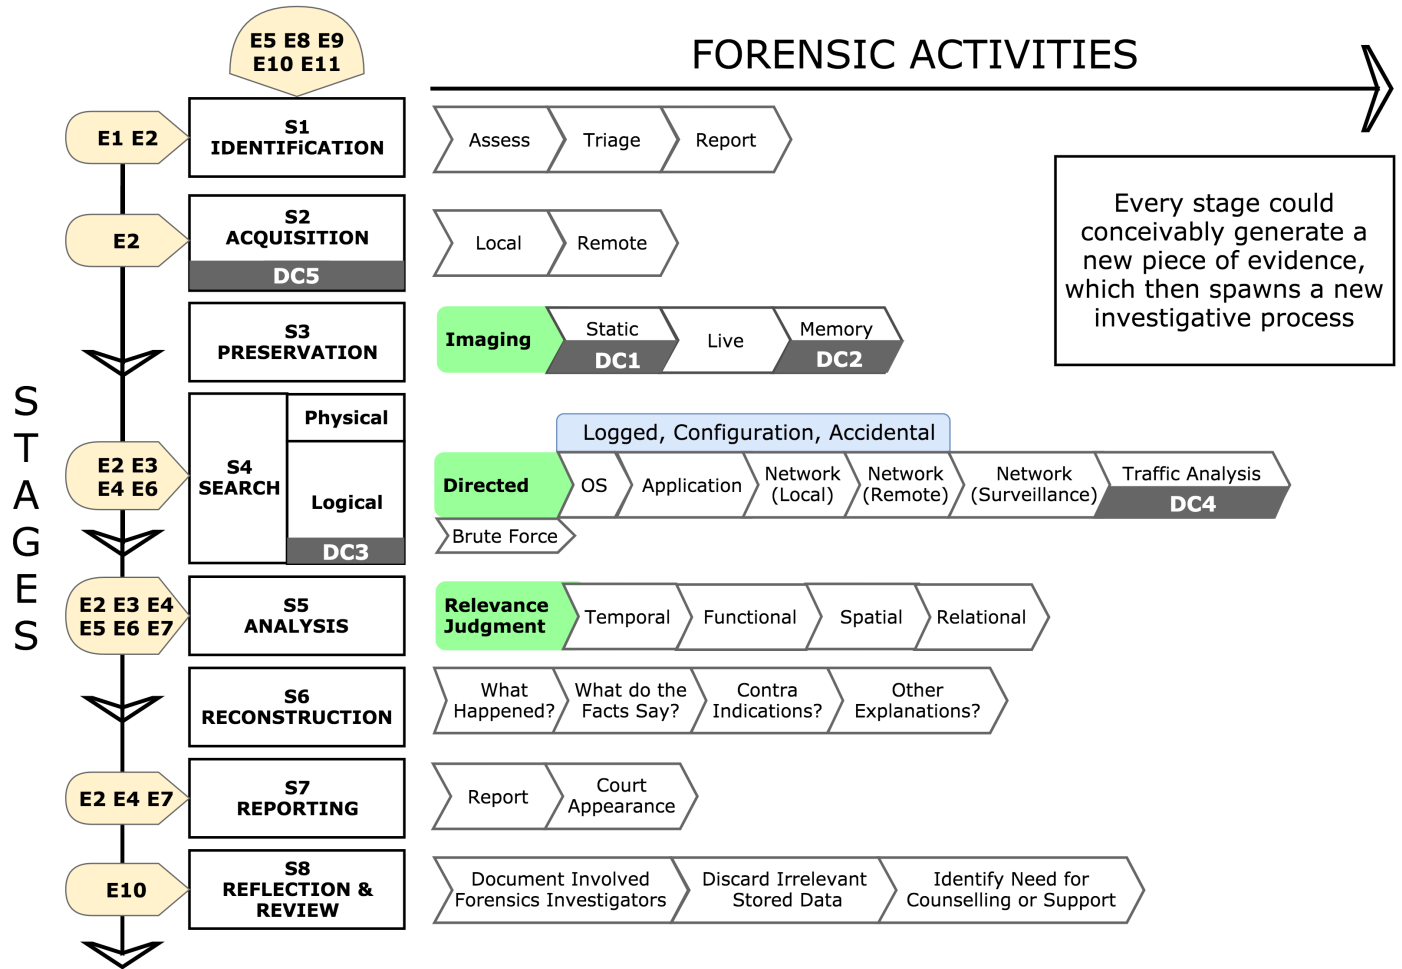 E5 E8 E9
E10 E11
FORENSIC ACTIVITIES
STAGES
E1 E2
S1
IDENTIFiCATION
Assess
Triage
Report
Every stage could
conceivably generate a
new piece of evidence,
which then spawns a new
investigative process
E2
S2
ACQUISITION
DC5
Local
Remote
S3
PRESERVATION
Imaging
Static
DC1
Live
Memory
DC2
E2 E3
E4 E6
S4
SEARCH
Physical
Logical
DC3
Logged, Configuration, Accidental
Directed
OS
Application
Network
(Local)
Network
(Remote)
Network
(Surveillance)
Traffic Analysis
DC4
Brute Force
E2 E3 E4
E5 E6 E7
S5
ANALYSIS
Relevance
Judgment
Temporal
Functional
Spatial
Relational
S6
RECONSTRUCTION
What
Happened?
What do the
Facts Say?
Contra
Indications?
Other
Explanations?
E2 E4 E7
S7
REPORTING
Report
Court
Appearance
E10
S8
REFLECTION &
REVIEW
Document Involved
Forensics Investigators
Discard Irrelevant
Stored Data
Identify Need for
Counselling or Support